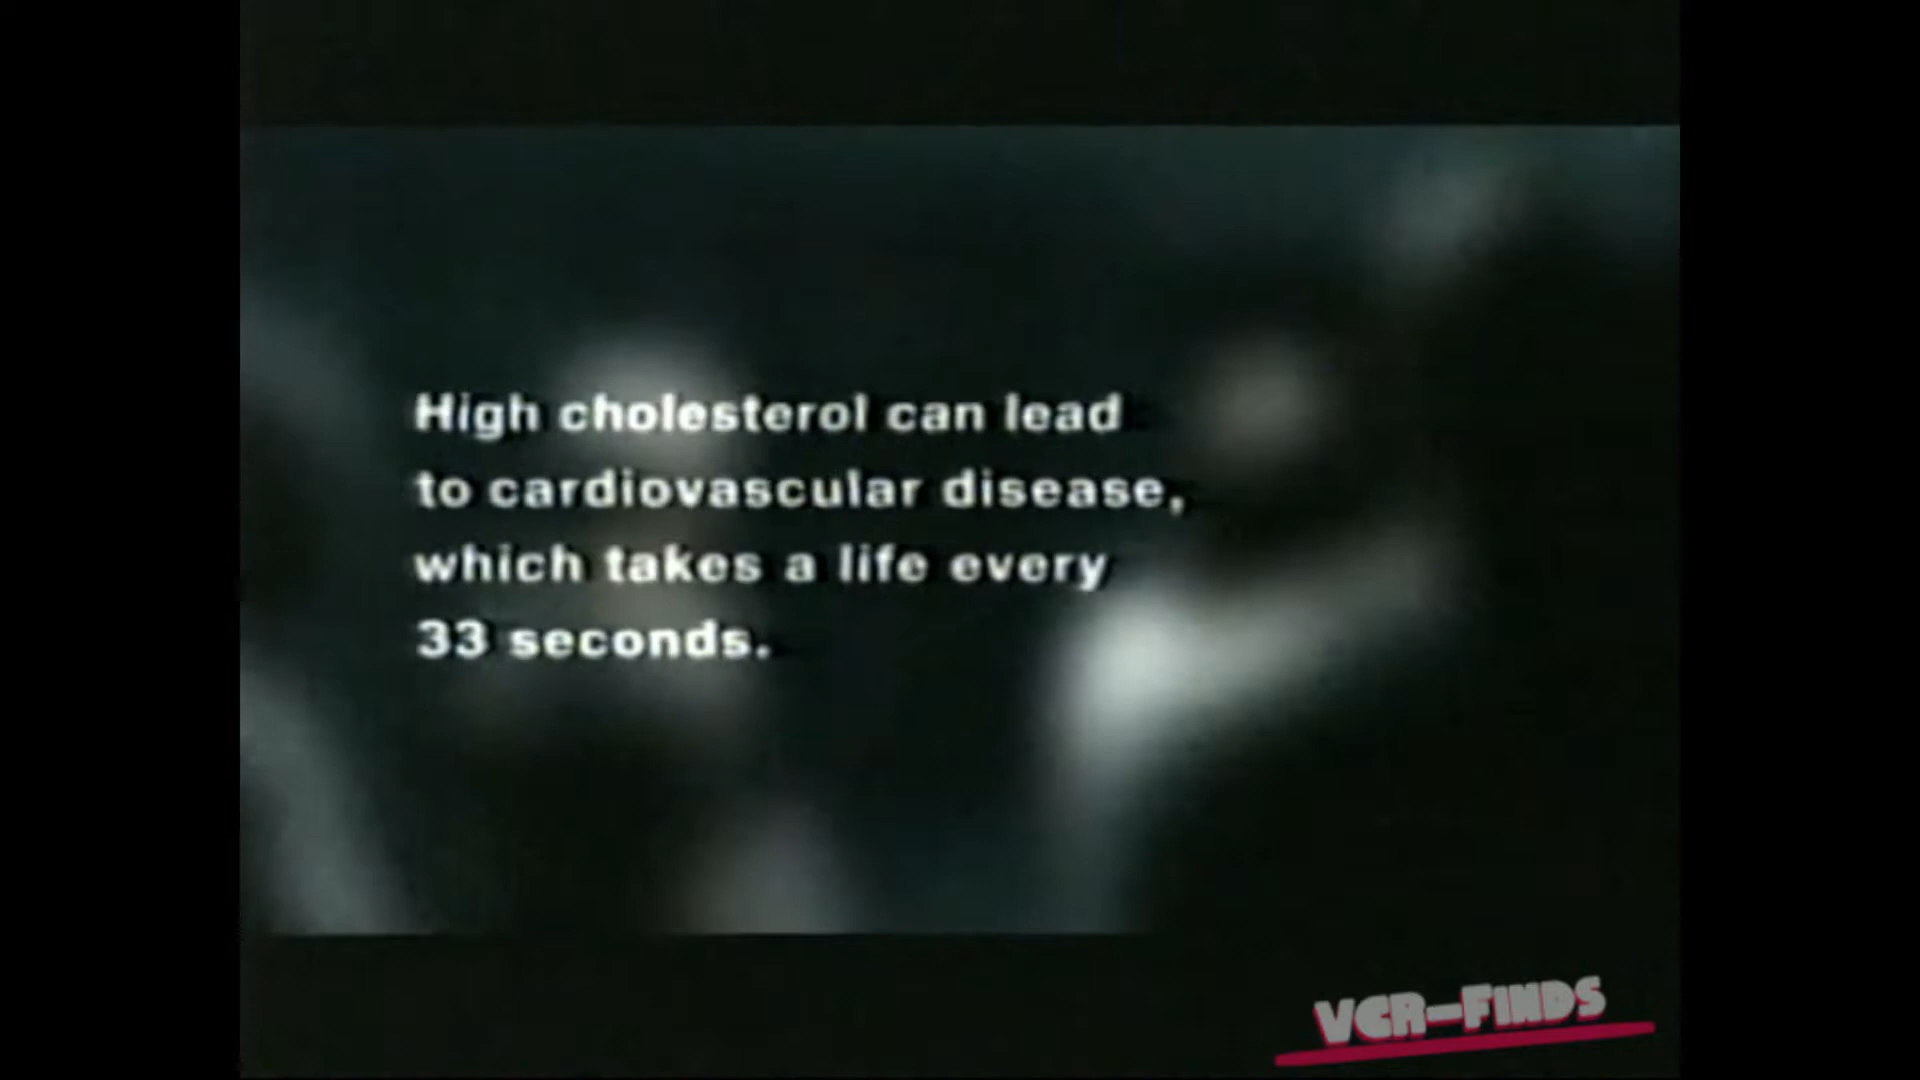 High cholesterol can lead
to cardiovascular disease,
which takes a life every
33 seconds.
VCR-FINDS